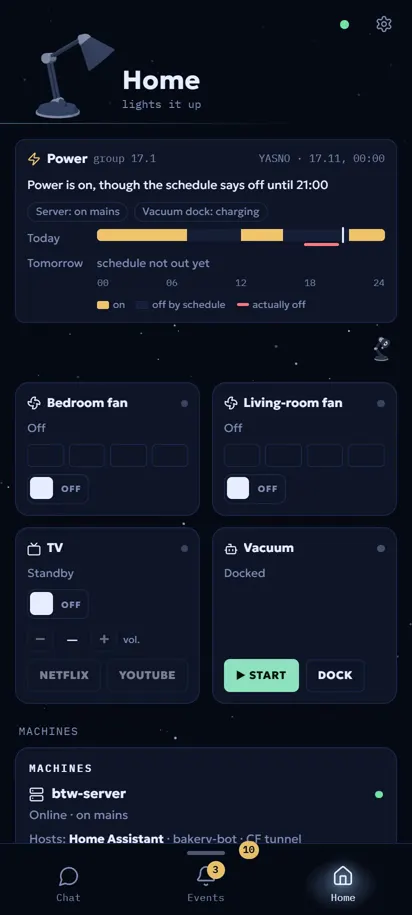 Home
lights it up
Power group 17.1 YASNO · 17.11, 00:00
Power is on, though the schedule says off until 21:00
Server: on mains Vacuum dock: charging
Today
Tomorrow schedule not out yet
00 06 12 18 24
on off by schedule actually off
Bedroom fan
Off
OFF
Living-room fan
Off
OFF
TV
Standby
OFF
− — + vol.
NETFLIX YOUTUBE
Vacuum
Docked
▶ START DOCK
MACHINES
MACHINES
btw-server
Online · on mains
Hosts: Home Assistant · bakery-bot · CF tunnel
10
3
Chat Events Home